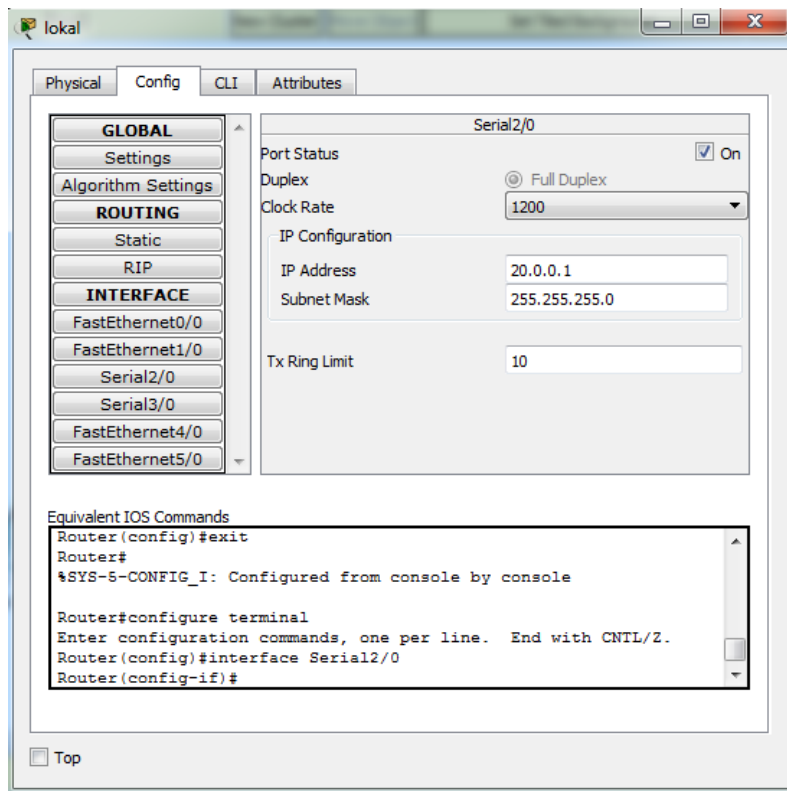 lokal
Physical Config CLI Attributes
GLOBAL
Settings
Algorithm Settings
ROUTING
Static
RIP
INTERFACE
FastEthernet0/0
FastEthernet1/0
Serial2/0
Serial3/0
FastEthernet4/0
FastEthernet5/0
Serial2/0
Port Status On
Duplex Full Duplex
Clock Rate 1200
IP Configuration
IP Address 20.0.0.1
Subnet Mask 255.255.255.0
Tx Ring Limit 10
Equivalent IOS Commands
Router(config)#exit
Router#
%SYS-5-CONFIG_I: Configured from console by console
Router#configure terminal
Enter configuration commands, one per line.  End with CNTL/Z.
Router(config)#interface Serial2/0
Router(config-if)#
Top